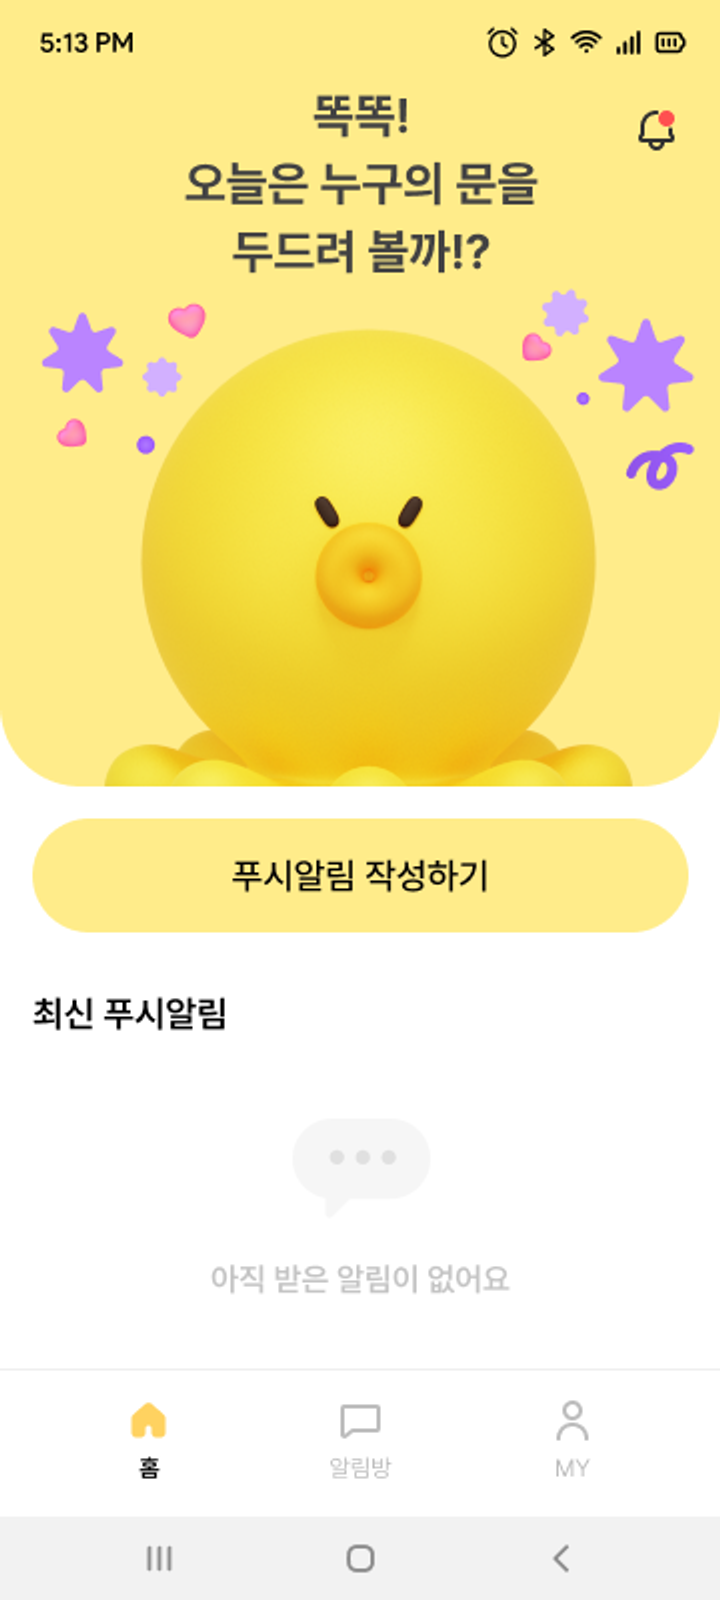 5:13 PM
똑똑!
오늘은 누구의 문을
두드려 볼까!?
푸시알림 작성하기
최신 푸시알림
아직 받은 알림이 없어요
홈
알림방
MY